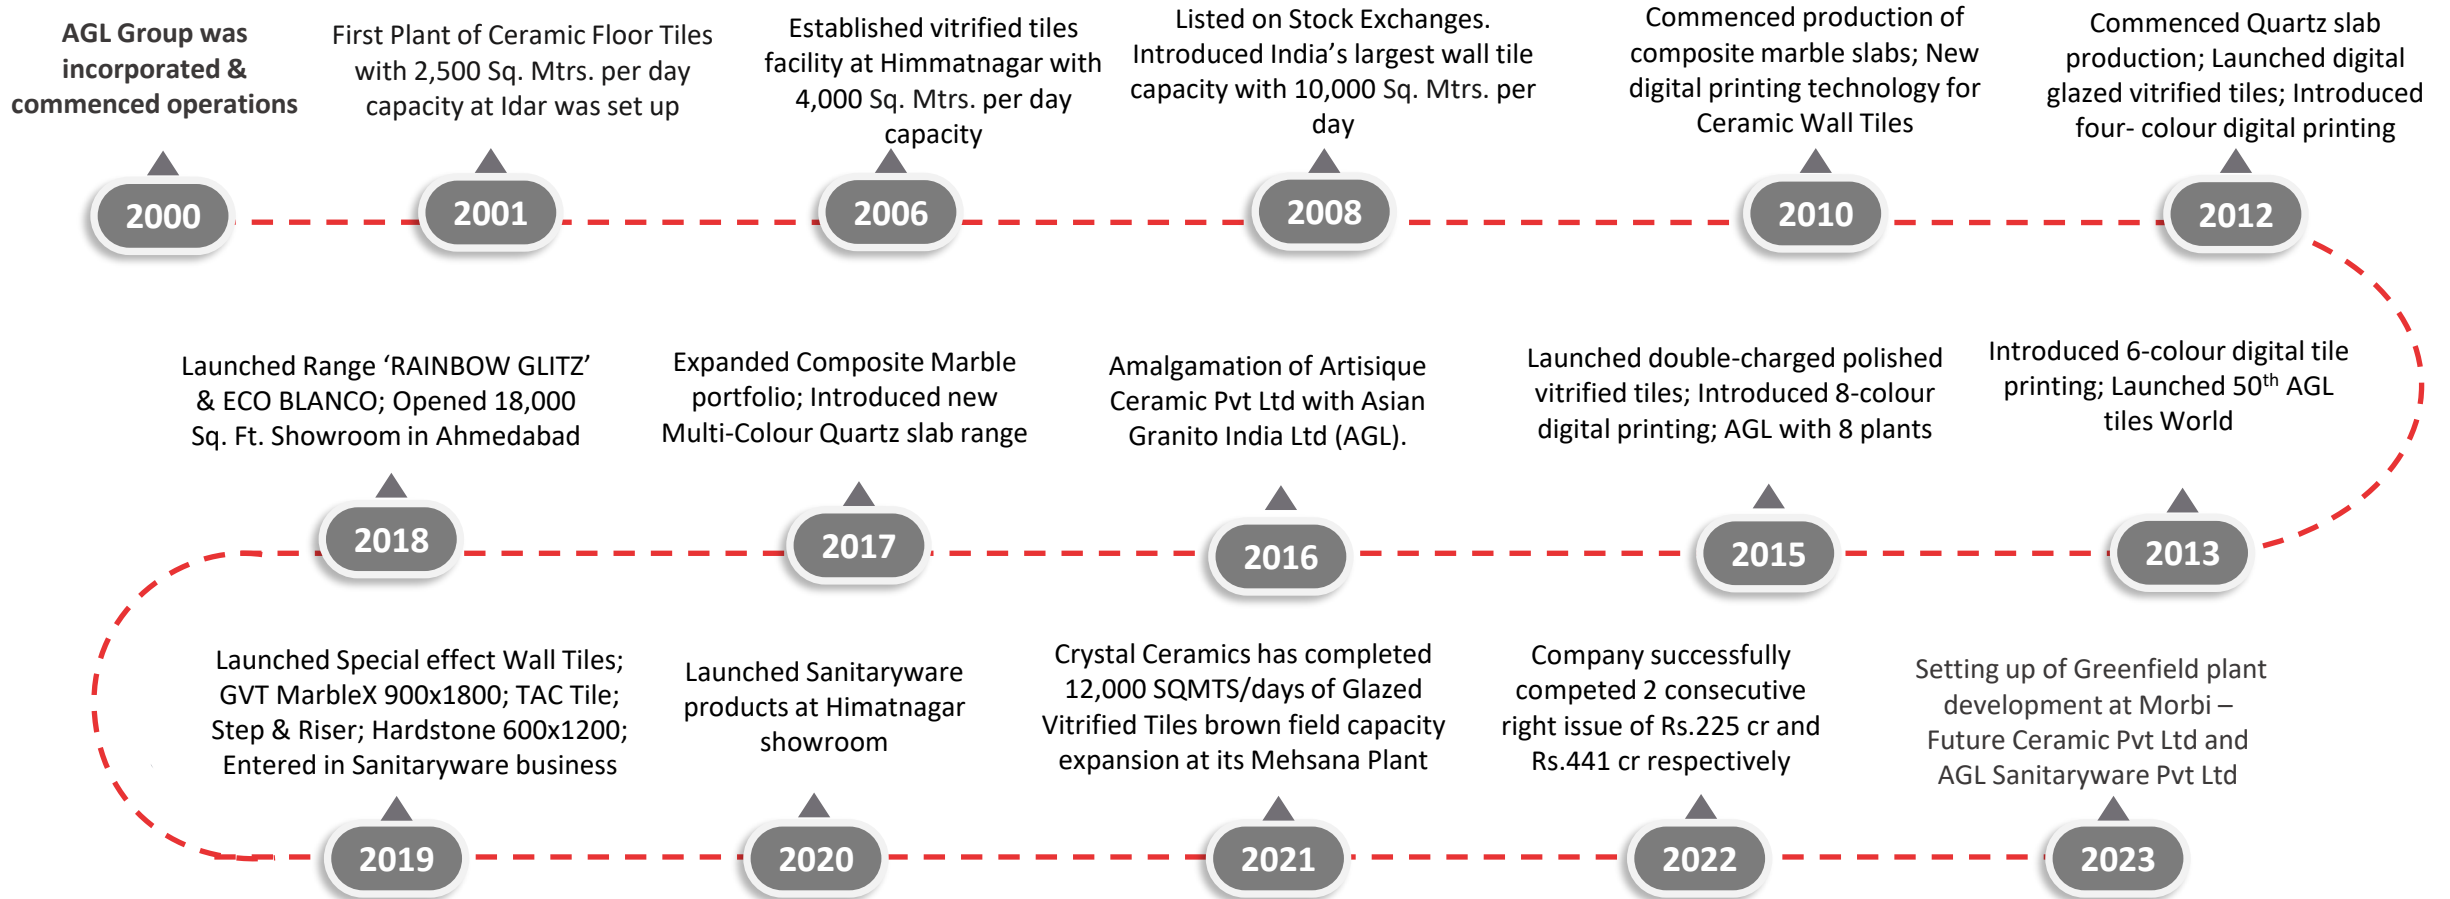 AGL Group was
incorporated &
commenced operations
2000
First Plant of Ceramic Floor Tiles
with 2,500 Sq. Mtrs. per day
capacity at Idar was set up
2001
Established vitrified tiles
facility at Himmatnagar with
4,000 Sq. Mtrs. per day
capacity
2006
Listed on Stock Exchanges.
Introduced India’s largest wall tile
capacity with 10,000 Sq. Mtrs. per
day
2008
Commenced production of
composite marble slabs; New
digital printing technology for
Ceramic Wall Tiles
2010
Commenced Quartz slab
production; Launched digital
glazed vitrified tiles; Introduced
four- colour digital printing
2012
Introduced 6-colour digital tile
printing; Launched 50th AGL
tiles World
2013
Launched double-charged polished
vitrified tiles; Introduced 8-colour
digital printing; AGL with 8 plants
2015
Amalgamation of Artisique
Ceramic Pvt Ltd with Asian
Granito India Ltd (AGL).
2016
Expanded Composite Marble
portfolio; Introduced new
Multi-Colour Quartz slab range
2017
Launched Range ‘RAINBOW GLITZ’
& ECO BLANCO; Opened 18,000
Sq. Ft. Showroom in Ahmedabad
2018
Launched Special effect Wall Tiles;
GVT MarbleX 900x1800; TAC Tile;
Step & Riser; Hardstone 600x1200;
Entered in Sanitaryware business
2019
Launched Sanitaryware
products at Himatnagar
showroom
2020
Crystal Ceramics has completed
12,000 SQMTS/days of Glazed
Vitrified Tiles brown field capacity
expansion at its Mehsana Plant
2021
Company successfully
competed 2 consecutive
right issue of Rs.225 cr and
Rs.441 cr respectively
2022
Setting up of Greenfield plant
development at Morbi –
Future Ceramic Pvt Ltd and
AGL Sanitaryware Pvt Ltd
2023